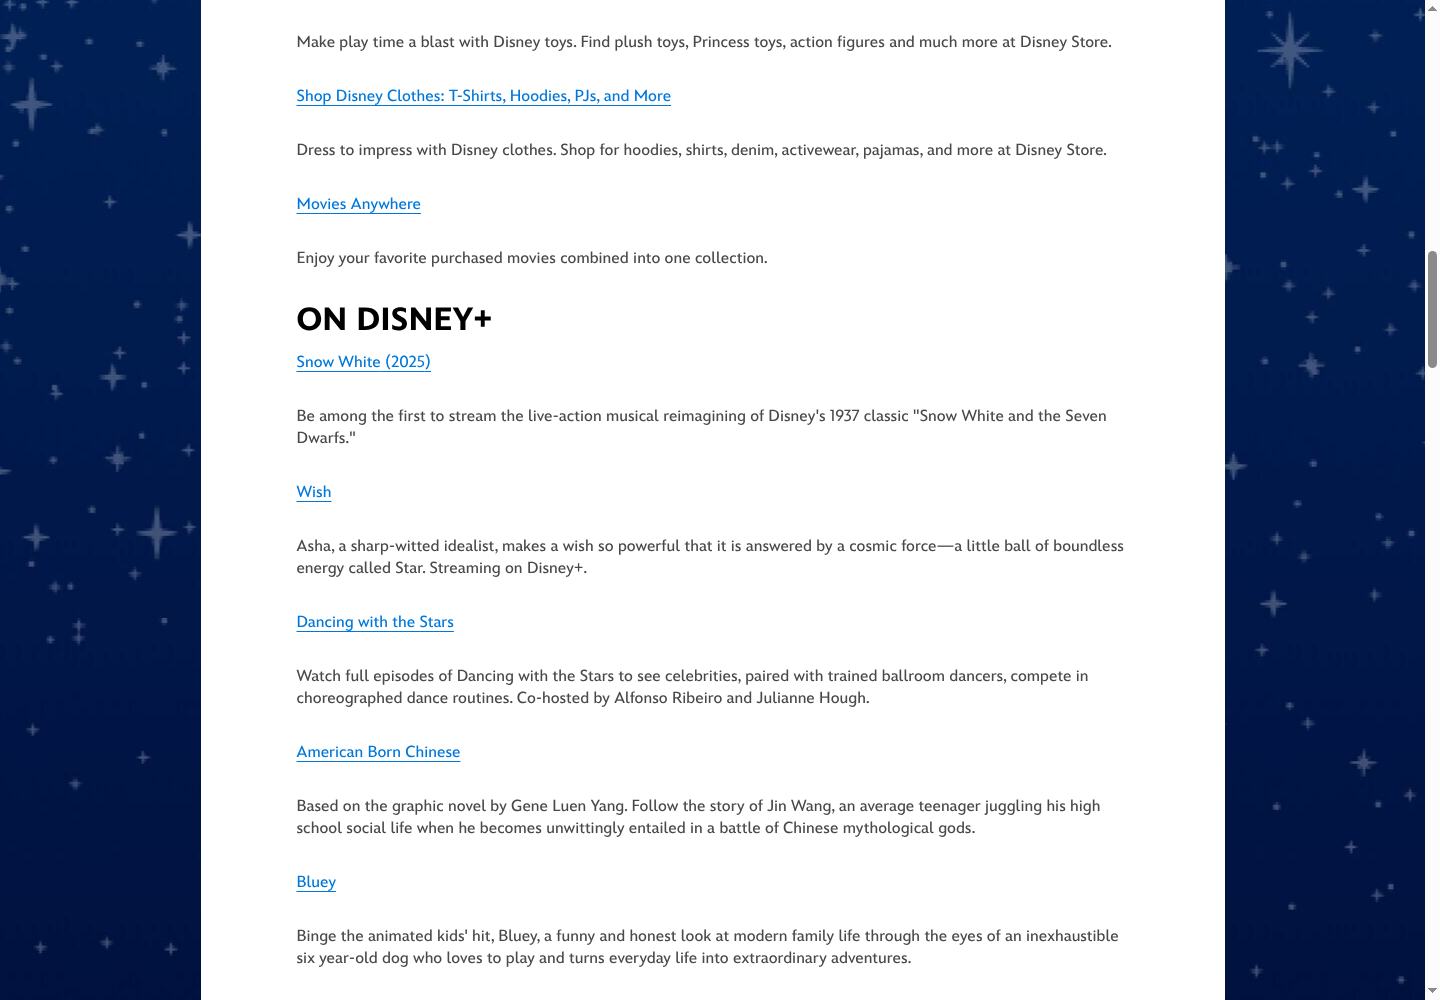 Make play time a blast with Disney toys. Find plush toys, Princess toys, action figures and much more at Disney Store.
Shop Disney Clothes: T-Shirts, Hoodies, PJs, and More
Dress to impress with Disney clothes. Shop for hoodies, shirts, denim, activewear, pajamas, and more at Disney Store.
Movies Anywhere
Enjoy your favorite purchased movies combined into one collection.
ON DISNEY+
Snow White (2025)
Be among the first to stream the live-action musical reimagining of Disney's 1937 classic "Snow White and the Seven
Dwarfs."
Wish
Asha, a sharp-witted idealist, makes a wish so powerful that it is answered by a cosmic force—a little ball of boundless
energy called Star. Streaming on Disney+.
Dancing with the Stars
Watch full episodes of Dancing with the Stars to see celebrities, paired with trained ballroom dancers, compete in
choreographed dance routines. Co-hosted by Alfonso Ribeiro and Julianne Hough.
American Born Chinese
Based on the graphic novel by Gene Luen Yang. Follow the story of Jin Wang, an average teenager juggling his high
school social life when he becomes unwittingly entailed in a battle of Chinese mythological gods.
Bluey
Binge the animated kids' hit, Bluey, a funny and honest look at modern family life through the eyes of an inexhaustible
six year-old dog who loves to play and turns everyday life into extraordinary adventures.